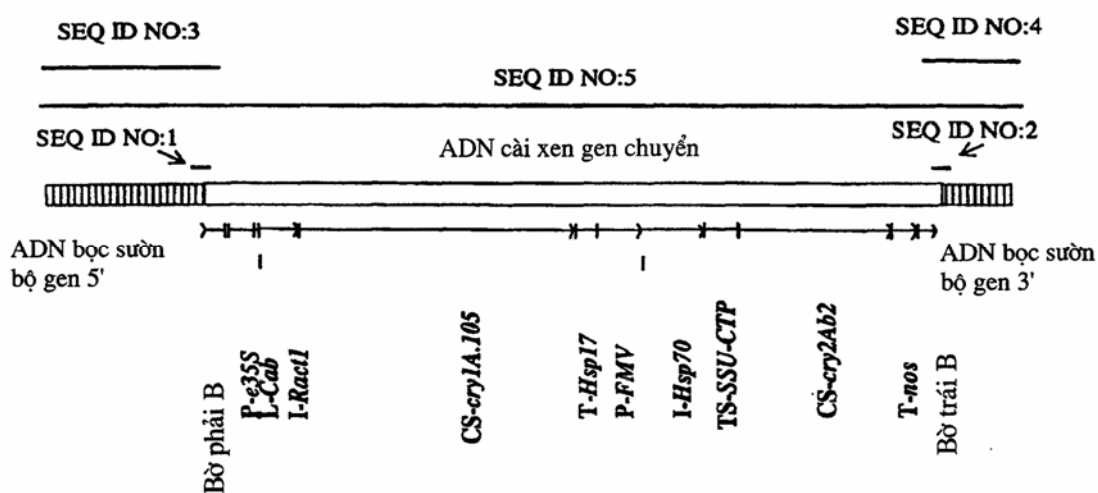 SEQ ID NO:3
SEQ ID NO:4
SEQ ID NO:5
SEQ ID NO:1
SEQ ID NO:2
ADN cài xen gen chuyển
ADN bọc sườn
bộ gen 5'
ADN bọc sườn
bộ gen 3'
Bờ phải B
P-e35S
L-Cab
I-Ract1
CS-cry1A.105
T-Hsp17
P-FMV
I-Hsp70
TS-SSU-CTP
CS-cry2Ab2
T-nos
Bờ trái B